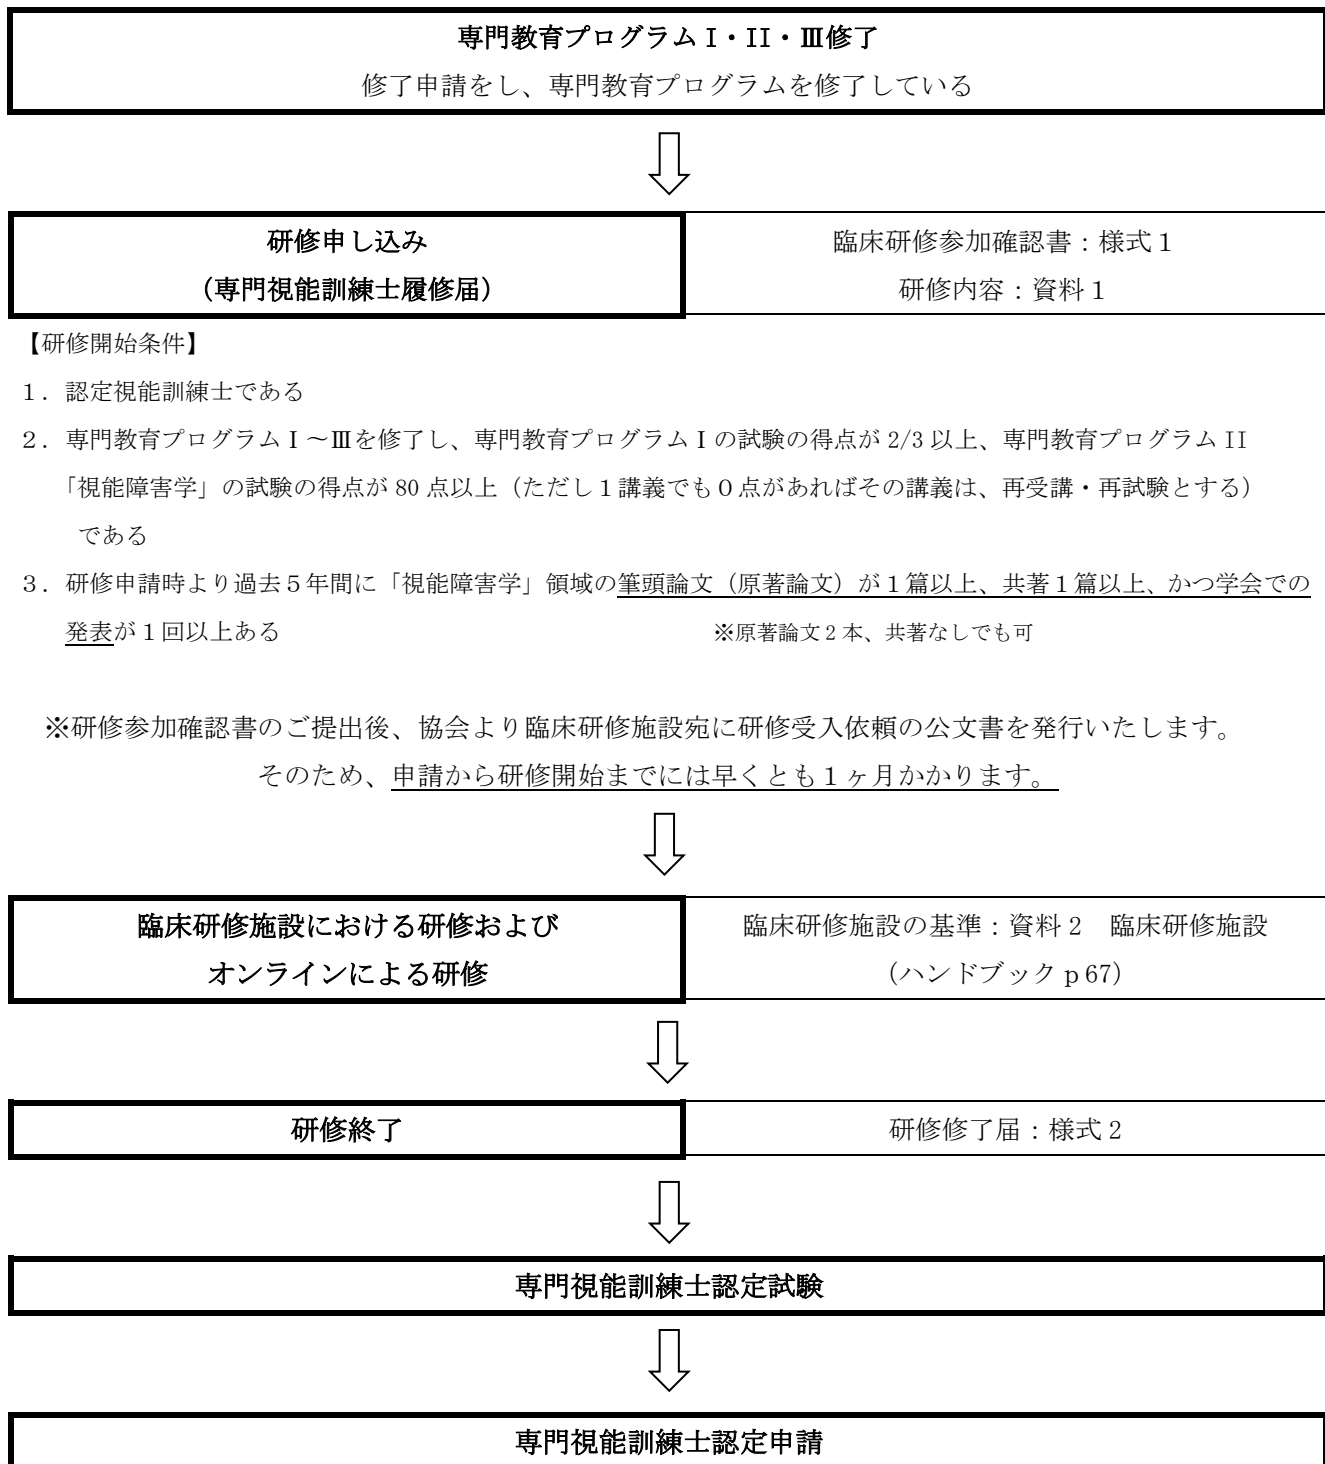 専門教育プログラムⅠ・II・Ⅲ修了
修了申請をし、専門教育プログラムを修了している
研修申し込み
（専門視能訓練士履修届）
臨床研修参加確認書：様式１
研修内容：資料１
【研修開始条件】
１．認定視能訓練士である
２．専門教育プログラムⅠ～Ⅲを修了し、専門教育プログラムⅠの試験の得点が 2/3 以上、専門教育プログラム II
「視能障害学」の試験の得点が 80 点以上（ただし１講義でも０点があればその講義は、再受講・再試験とする）
である
３．研修申請時より過去５年間に「視能障害学」領域の筆頭論文（原著論文）が１篇以上、共著１篇以上、かつ学会での
発表が１回以上ある　※原著論文２本、共著なしでも可
※研修参加確認書のご提出後、協会より臨床研修施設宛に研修受入依頼の公文書を発行いたします。
そのため、申請から研修開始までには早くとも１ヶ月かかります。
臨床研修施設における研修および
オンラインによる研修
臨床研修施設の基準：資料２　臨床研修施設
（ハンドブックｐ67）
研修終了
研修修了届：様式２
専門視能訓練士認定試験
専門視能訓練士認定申請